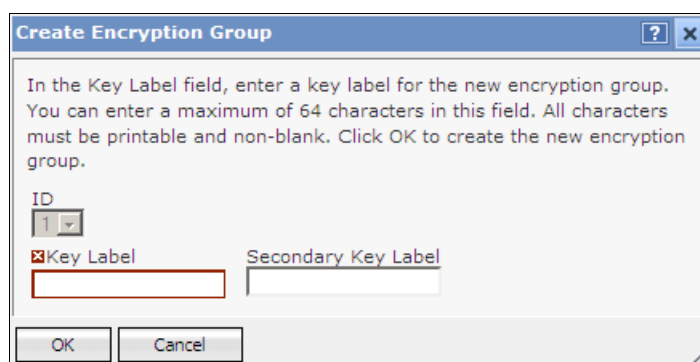 Create Encryption Group
?
In the Key Label field, enter a key label for the new encryption group.
You can enter a maximum of 64 characters in this field. All characters
must be printable and non-blank. Click OK to create the new encryption
group.
ID
1
Key Label Secondary Key Label
OK Cancel